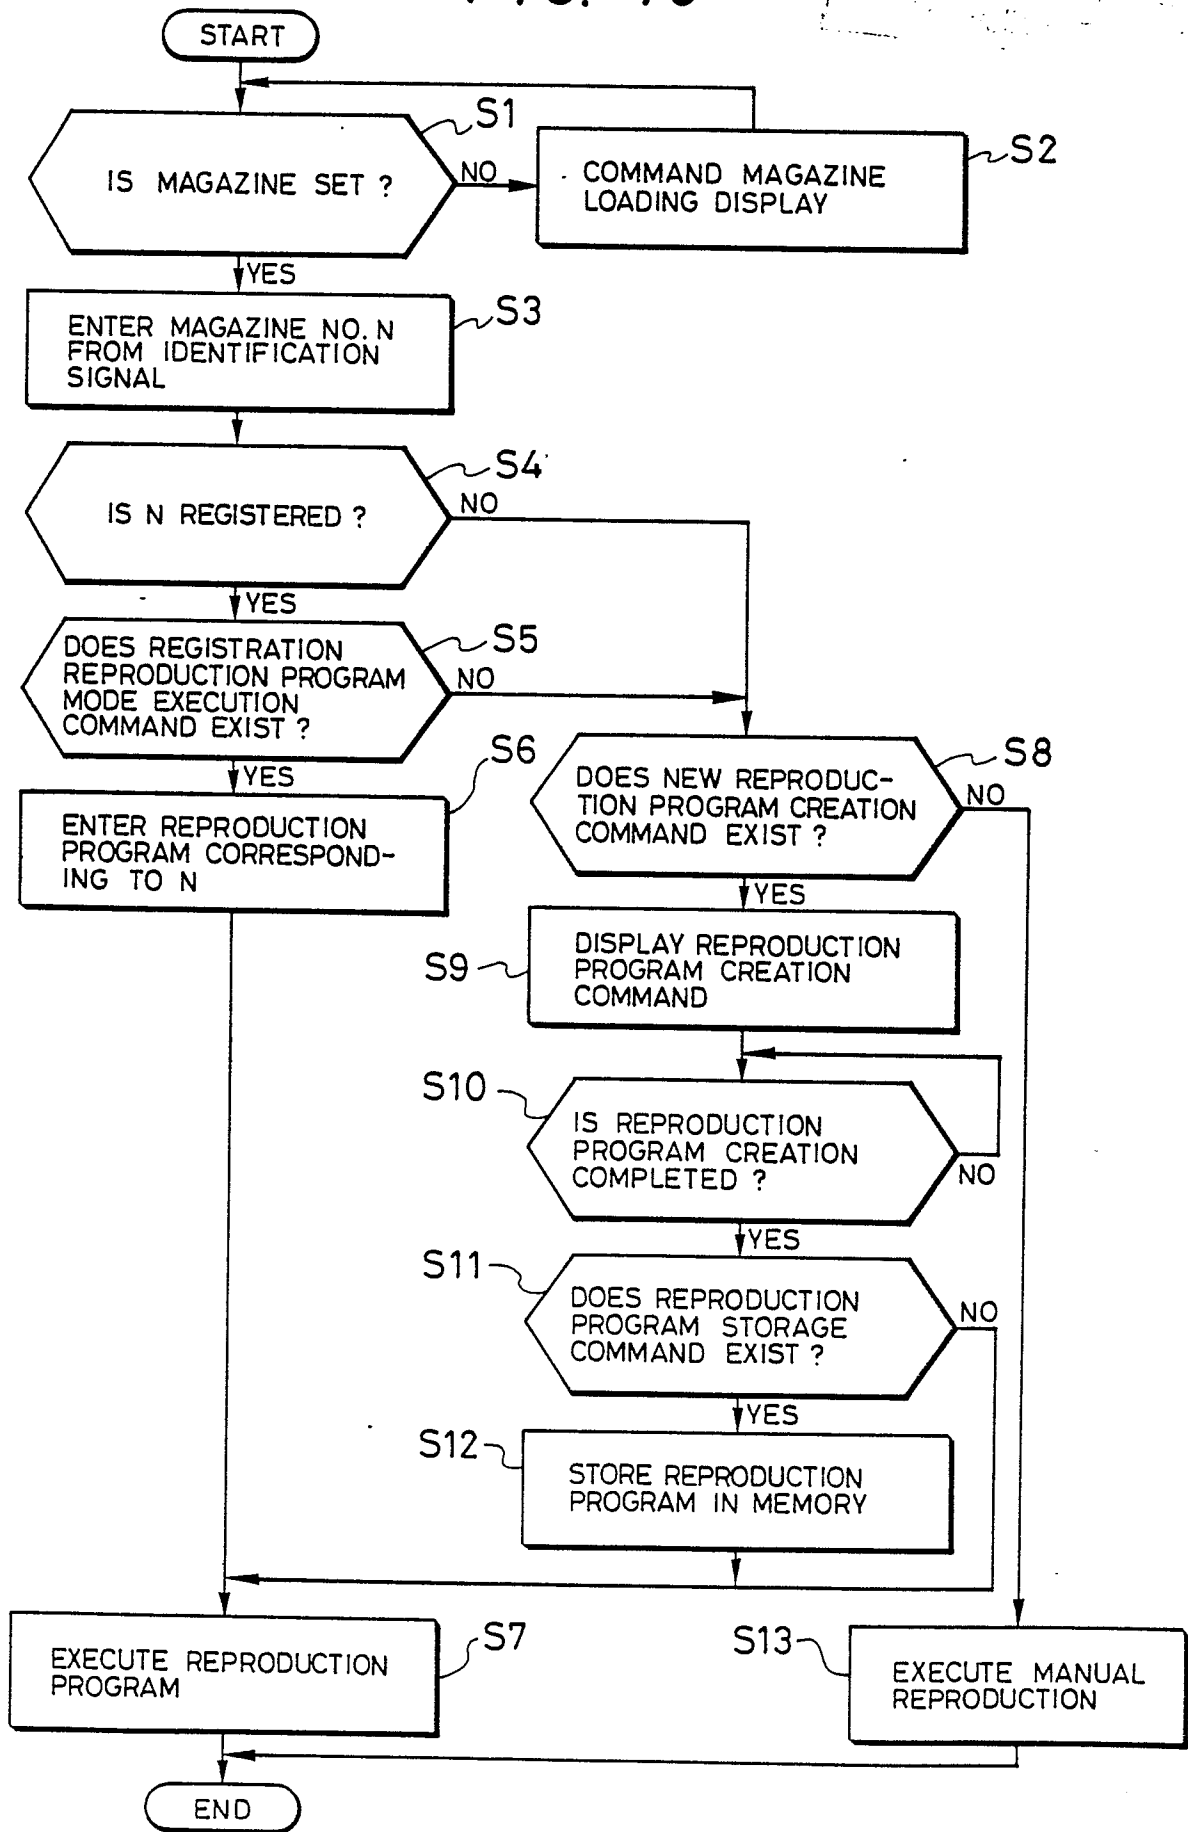 START
S1
IS MAGAZINE SET ?
NO
COMMAND MAGAZINE
LOADING DISPLAY
S2
YES
ENTER MAGAZINE NO. N
FROM IDENTIFICATION
SIGNAL
S3
S4
IS N REGISTERED ?
NO
YES
S5
DOES REGISTRATION
REPRODUCTION PROGRAM
MODE EXECUTION
COMMAND EXIST ?
NO
YES
S6
ENTER REPRODUCTION
PROGRAM CORRESPOND-
ING TO N
S8
DOES NEW REPRODUC-
TION PROGRAM CREATION
COMMAND EXIST ?
NO
YES
S9
DISPLAY REPRODUCTION
PROGRAM CREATION
COMMAND
S10
IS REPRODUCTION
PROGRAM CREATION
COMPLETED ?
NO
YES
S11
DOES REPRODUCTION
PROGRAM STORAGE
COMMAND EXIST ?
NO
YES
S12
STORE REPRODUCTION
PROGRAM IN MEMORY
S7
EXECUTE REPRODUCTION
PROGRAM
S13
EXECUTE MANUAL
REPRODUCTION
END